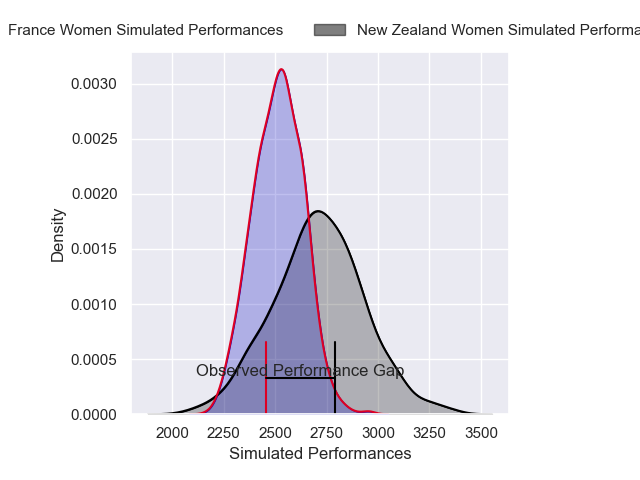 France Women Simulated Performances
New Zealand Women Simulated
0.0030
0.0025
0.0020
0.0015
0.0010
0.0005
0.0000
Density
Observed Performance Gap
2000 2250 2500 2750 3000 3250 3500
Simulated Performances